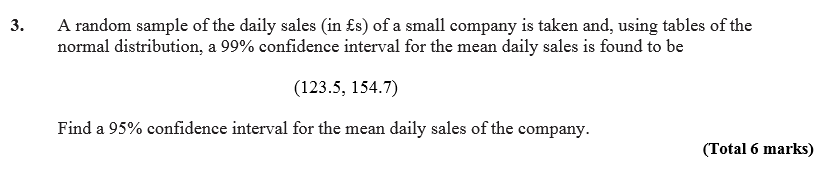 3. A random sample of the daily sales (in £s) of a small company is taken and, using tables of the
normal distribution, a 99% confidence interval for the mean daily sales is found to be
(123.5, 154.7)
Find a 95% confidence interval for the mean daily sales of the company.
(Total 6 marks)